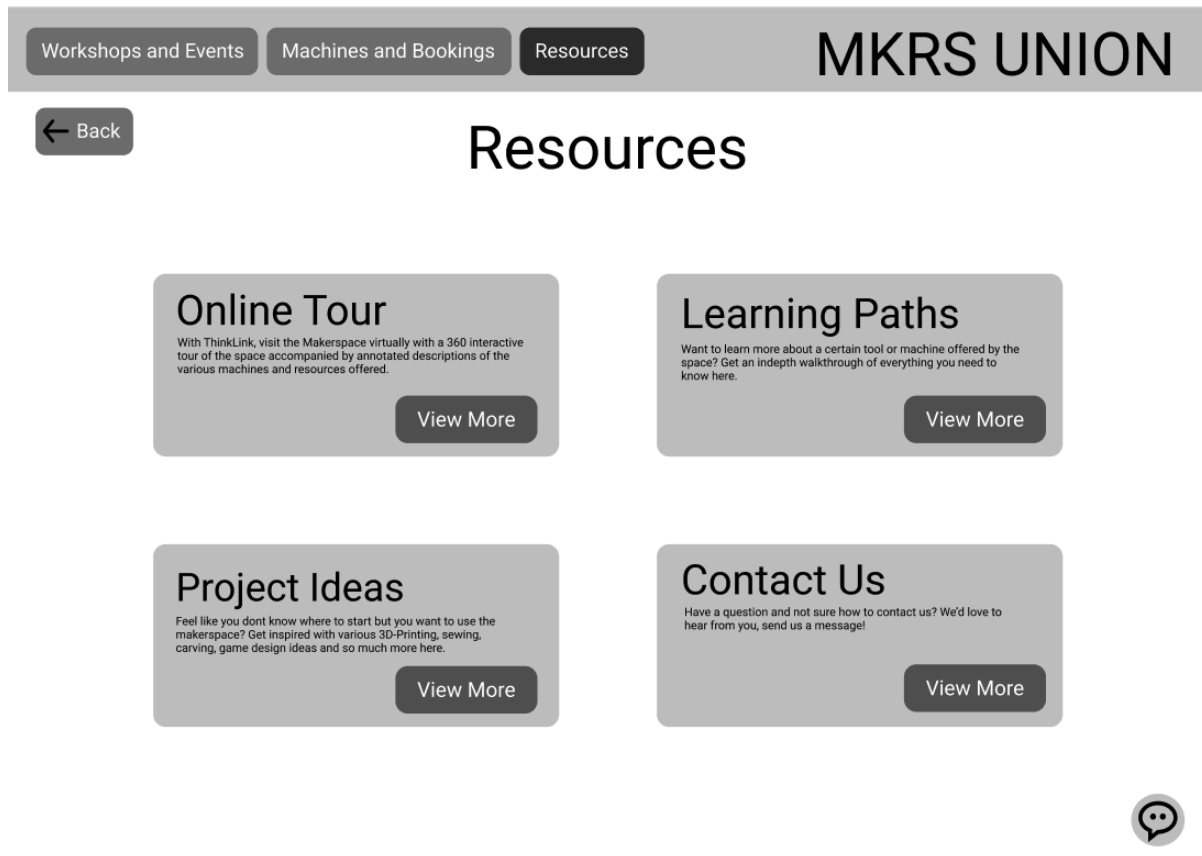 Workshops and Events
Machines and Bookings
Resources
MKRS UNION
Back
Resources
Online Tour
With ThinkLink, visit the Makerspace virtually with a 360 interactive
tour of the space accompanied by annotated descriptions of the
various machines and resources offered.
View More
Learning Paths
Want to learn more about a certain tool or machine offered by the
space? Get an indepth walkthrough of everything you need to
know here.
View More
Project Ideas
Feel like you dont know where to start but you want to use the
makerspace? Get inspired with various 3D-Printing, sewing,
carving, game design ideas and so much more here.
View More
Contact Us
Have a question and not sure how to contact us? We'd love to
hear from you, send us a message!
View More